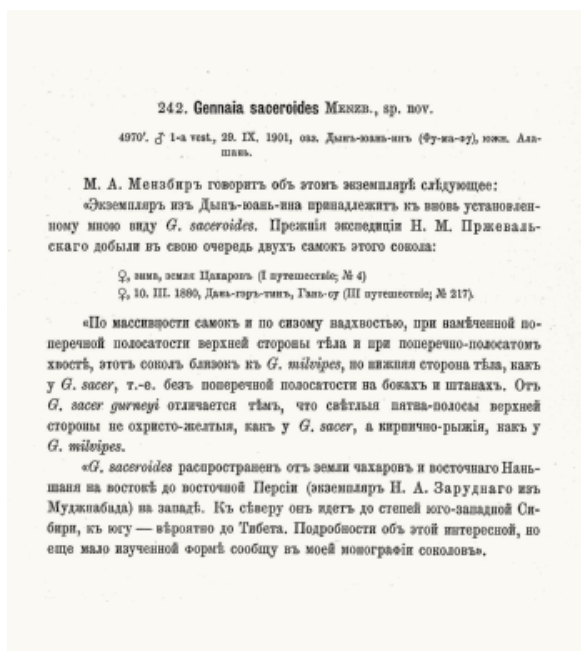 242. Gennaia saceroides Menzb., sp. nov.
4970'. ♂ 1-a vest., 29. IX. 1901, оаз. Дынъ-юань-инъ (Фу-ма-фу), южн. Ала-
шань.
М. А. Мензбиръ говоритъ объ этомъ экземплярѣ слѣдующее:
«Экземпляръ изъ Дынъ-юань-ина принадлежитъ къ вновь установлен-
ному мною виду G. saceroides. Прежнія экспедиціи Н. М. Пржеваль-
скаго добыли въ свою очередь двухъ самокъ этого сокола:
♀, зима, земля Цахаровъ (I путешествіе; № 4)
♀, 10. III. 1880, Дань-гэръ-тинъ, Гань-су (III путешествіе; № 217).
«По массивности самокъ и по сизому надхвостью, при намѣченной по-
перечной полосатости верхней стороны тѣла и при поперечно-полосатомъ
хвостѣ, этотъ соколъ близокъ къ G. milvipes, но нижняя сторона тѣла, какъ
у G. sacer, т.-е. безъ поперечной полосатости на бокахъ и штанахъ. Отъ
G. sacer gurneyi отличается тѣмъ, что свѣтлыя пятна-полосы верхней
стороны не охристо-желтыя, какъ у G. sacer, а кирпично-рыжія, какъ у
G. milvipes.
«G. saceroides распространенъ отъ земли чахаровъ и восточнаго Нань-
шаня на востокѣ до восточной Персіи (экземпляръ Н. А. Заруднаго изъ
Муджнабада) на западѣ. Къ сѣверу онъ идетъ до степей юго-западной Си-
бири, къ югу — вѣроятно до Тибета. Подробности объ этой интересной, но
еще мало изученной формѣ сообщу въ моей монографіи соколовъ».